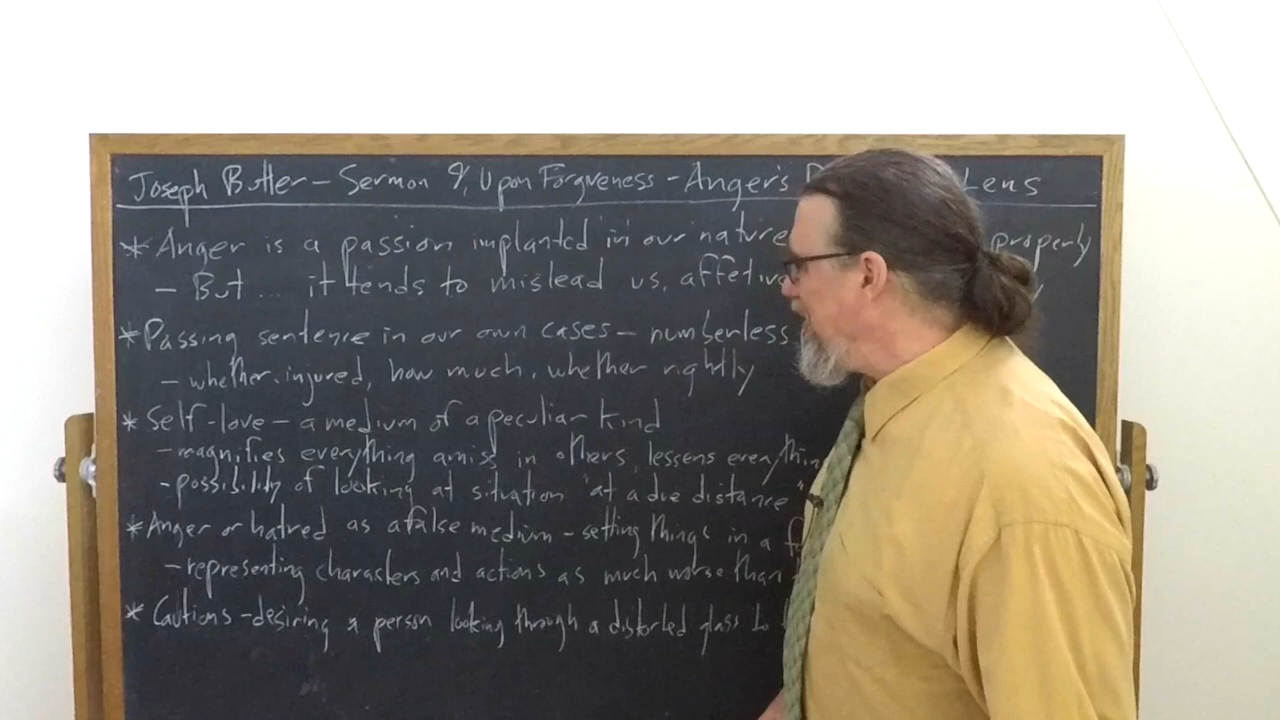 Joseph Butler - Sermon 9, Upon Forgiveness - Anger's Lens
* Anger is a passion implanted in our nature properly
- But ... it tends to mislead us,
* Passing sentence in our own cases - numberless
- whether injured, how much, whether rightly
* Self-love - a medium of a peculiar kind
- magnifies everything amiss in others, lessens
- possibility of looking at situation "at a due distance"
* Anger or hatred as a false medium - setting things in a
- representing characters and actions as much worse than
* Cautions - desiring a person looking through a distorted glass to